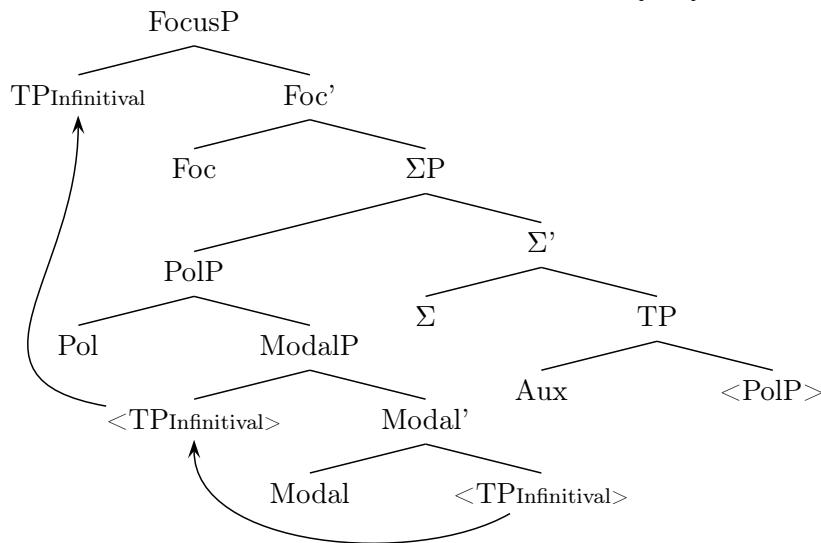 FocusP
TPInfinitival Foc'
Foc ΣP
PolP Σ'
Pol ModalP Σ TP
<TPInfinitival> Modal' Aux <PolP>
Modal <TPInfinitival>